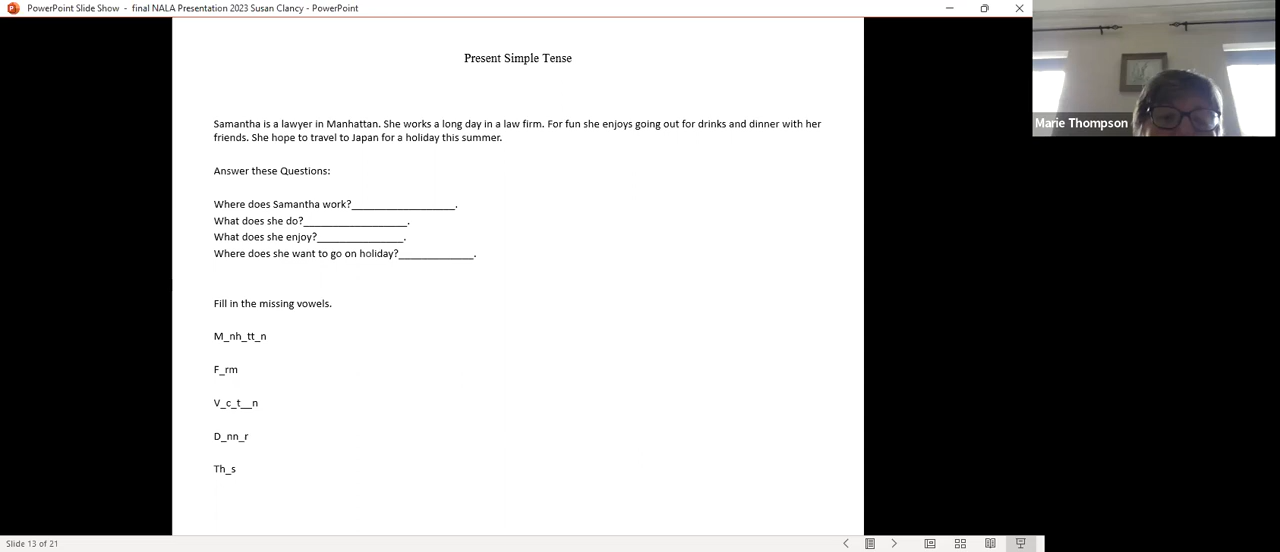 PowerPoint Slide Show - final NALA Presentation 2023 Susan Clancy - PowerPoint
Marie Thompson
Present Simple Tense
Samantha is a lawyer in Manhattan. She works a long day in a law firm. For fun she enjoys going out for drinks and dinner with her
friends. She hope to travel to Japan for a holiday this summer.
Answer these Questions:
Where does Samantha work?___________________.
What does she do?___________________.
What does she enjoy?________________.
Where does she want to go on holiday?______________.
Fill in the missing vowels.
M_nh_tt_n
F_rm
V_c_t__n
D_nn_r
Th_s
Slide 13 of 21